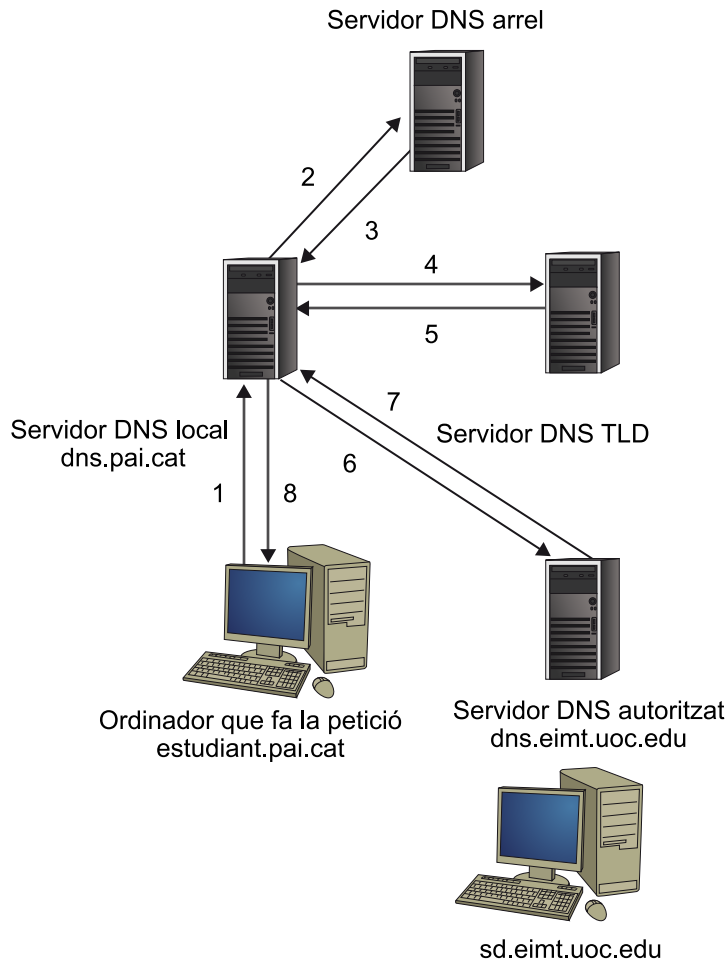 Servidor DNS arrel
2
3
4
5
7
Servidor DNS local
dns.pai.cat
Servidor DNS TLD
6
1
8
Ordinador que fa la petició
estudiant.pai.cat
Servidor DNS autoritzat
dns.eimt.uoc.edu
sd.eimt.uoc.edu